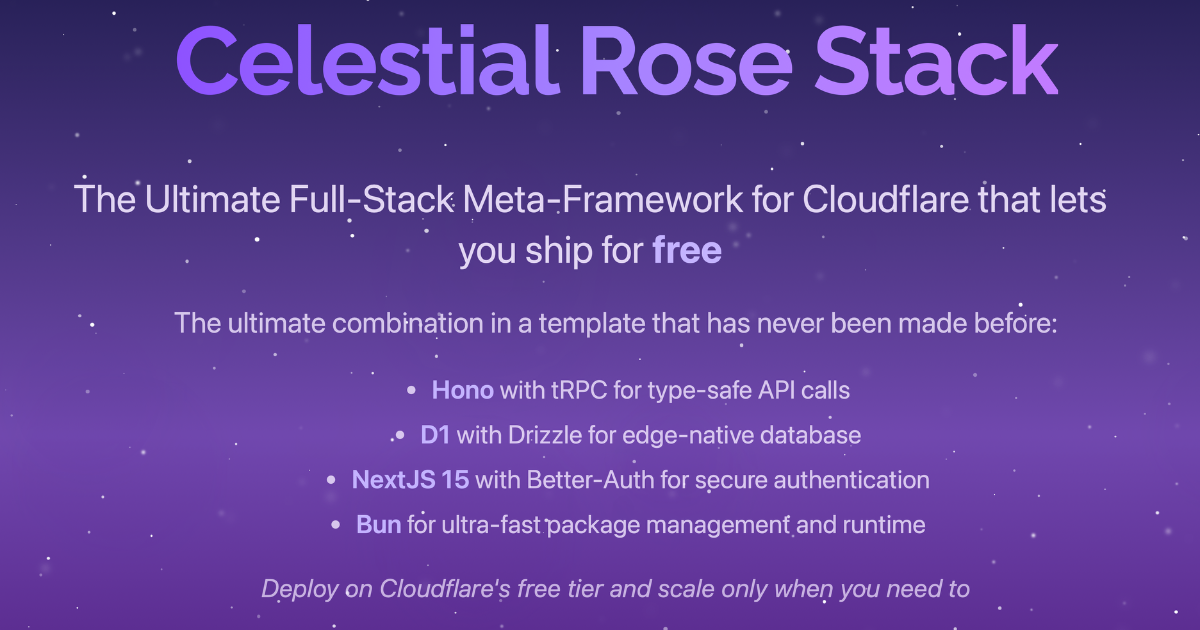 Celestial Rose Stack
The Ultimate Full-Stack Meta-Framework for Cloudflare that lets
you ship for free
The ultimate combination in a template that has never been made before:
• Hono with tRPC for type-safe API calls
• D1 with Drizzle for edge-native database
• NextJS 15 with Better-Auth for secure authentication
• Bun for ultra-fast package management and runtime
Deploy on Cloudflare's free tier and scale only when you need to